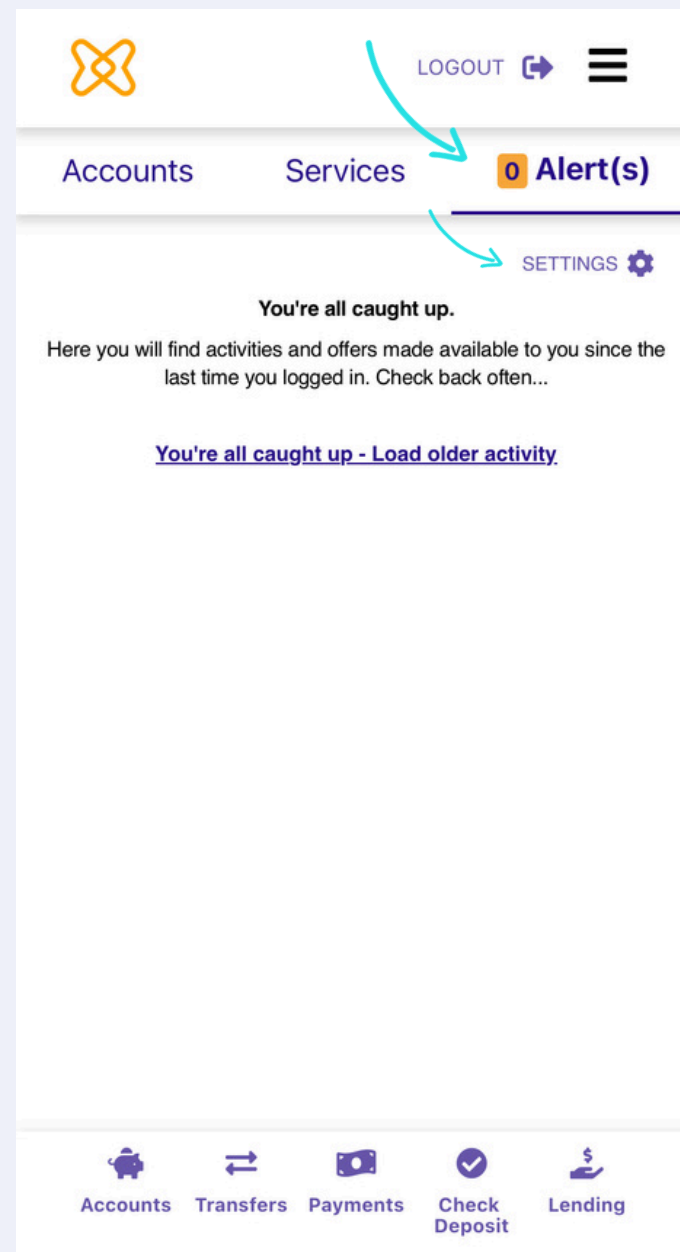 LOGOUT
Accounts Services 0 Alert(s)
SETTINGS
You're all caught up.
Here you will find activities and offers made available to you since the
last time you logged in. Check back often...
You're all caught up - Load older activity
Accounts Transfers Payments Check Deposit Lending